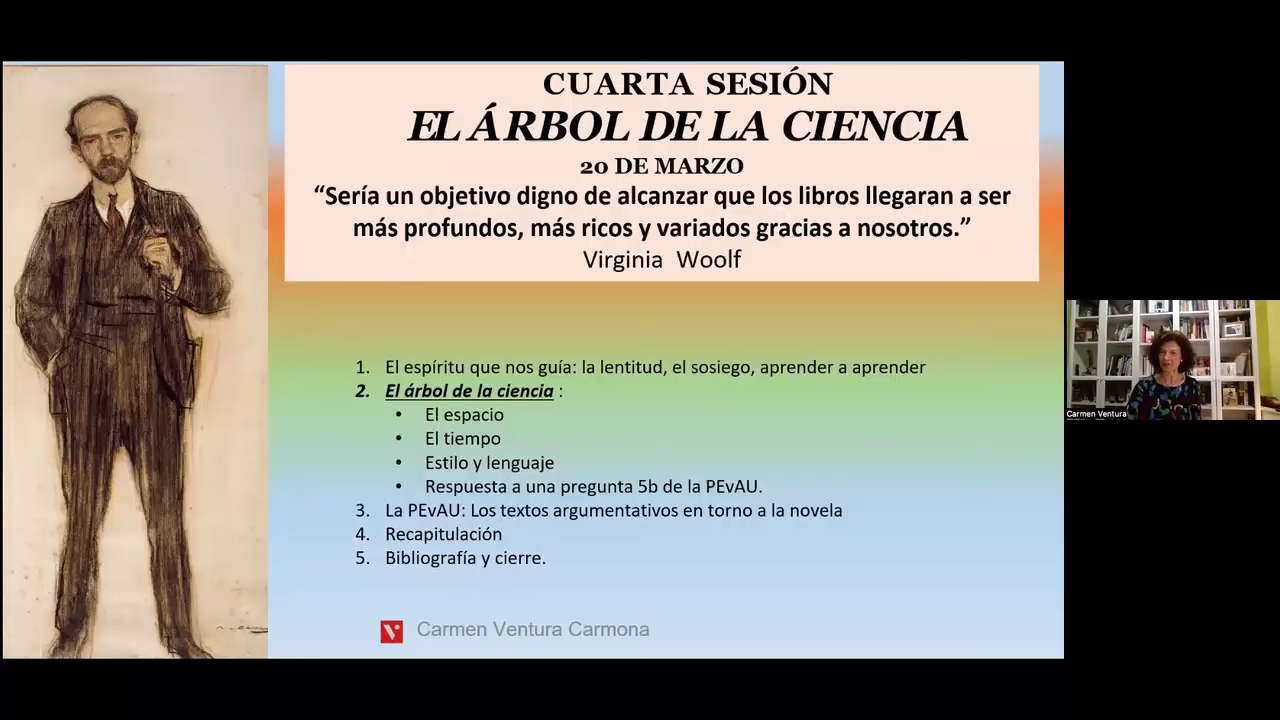 CUARTA SESIÓN
EL ÁRBOL DE LA CIENCIA
20 DE MARZO
“Sería un objetivo digno de alcanzar que los libros llegaran a ser
más profundos, más ricos y variados gracias a nosotros.”
Virginia Woolf
1. El espíritu que nos guía: la lentitud, el sosiego, aprender a aprender
2. El árbol de la ciencia :
• El espacio
• El tiempo
• Estilo y lenguaje
• Respuesta a una pregunta 5b de la PEvAU.
3. La PEvAU: Los textos argumentativos en torno a la novela
4. Recapitulación
5. Bibliografía y cierre.
Carmen Ventura Carmona
Carmen Ventura